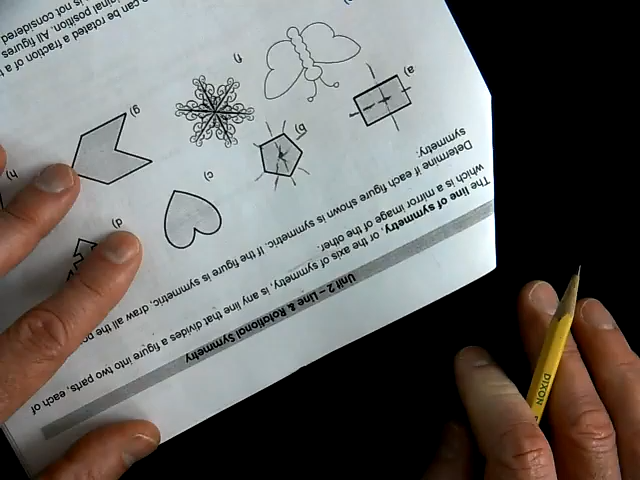 Unit 2 – Line & Rotational Symmetry
The line of symmetry, or, the axis of symmetry, is any line that divides a figure into two parts, each of
which is a mirror image of the other.
Determine if each figure shown is symmetric. If the figure is symmetric, draw all the
symmetry.
a)
b)
c)
d)
f)
g)
h)
can be rotated a fraction of a
position. All figures
is not considered
DIXON